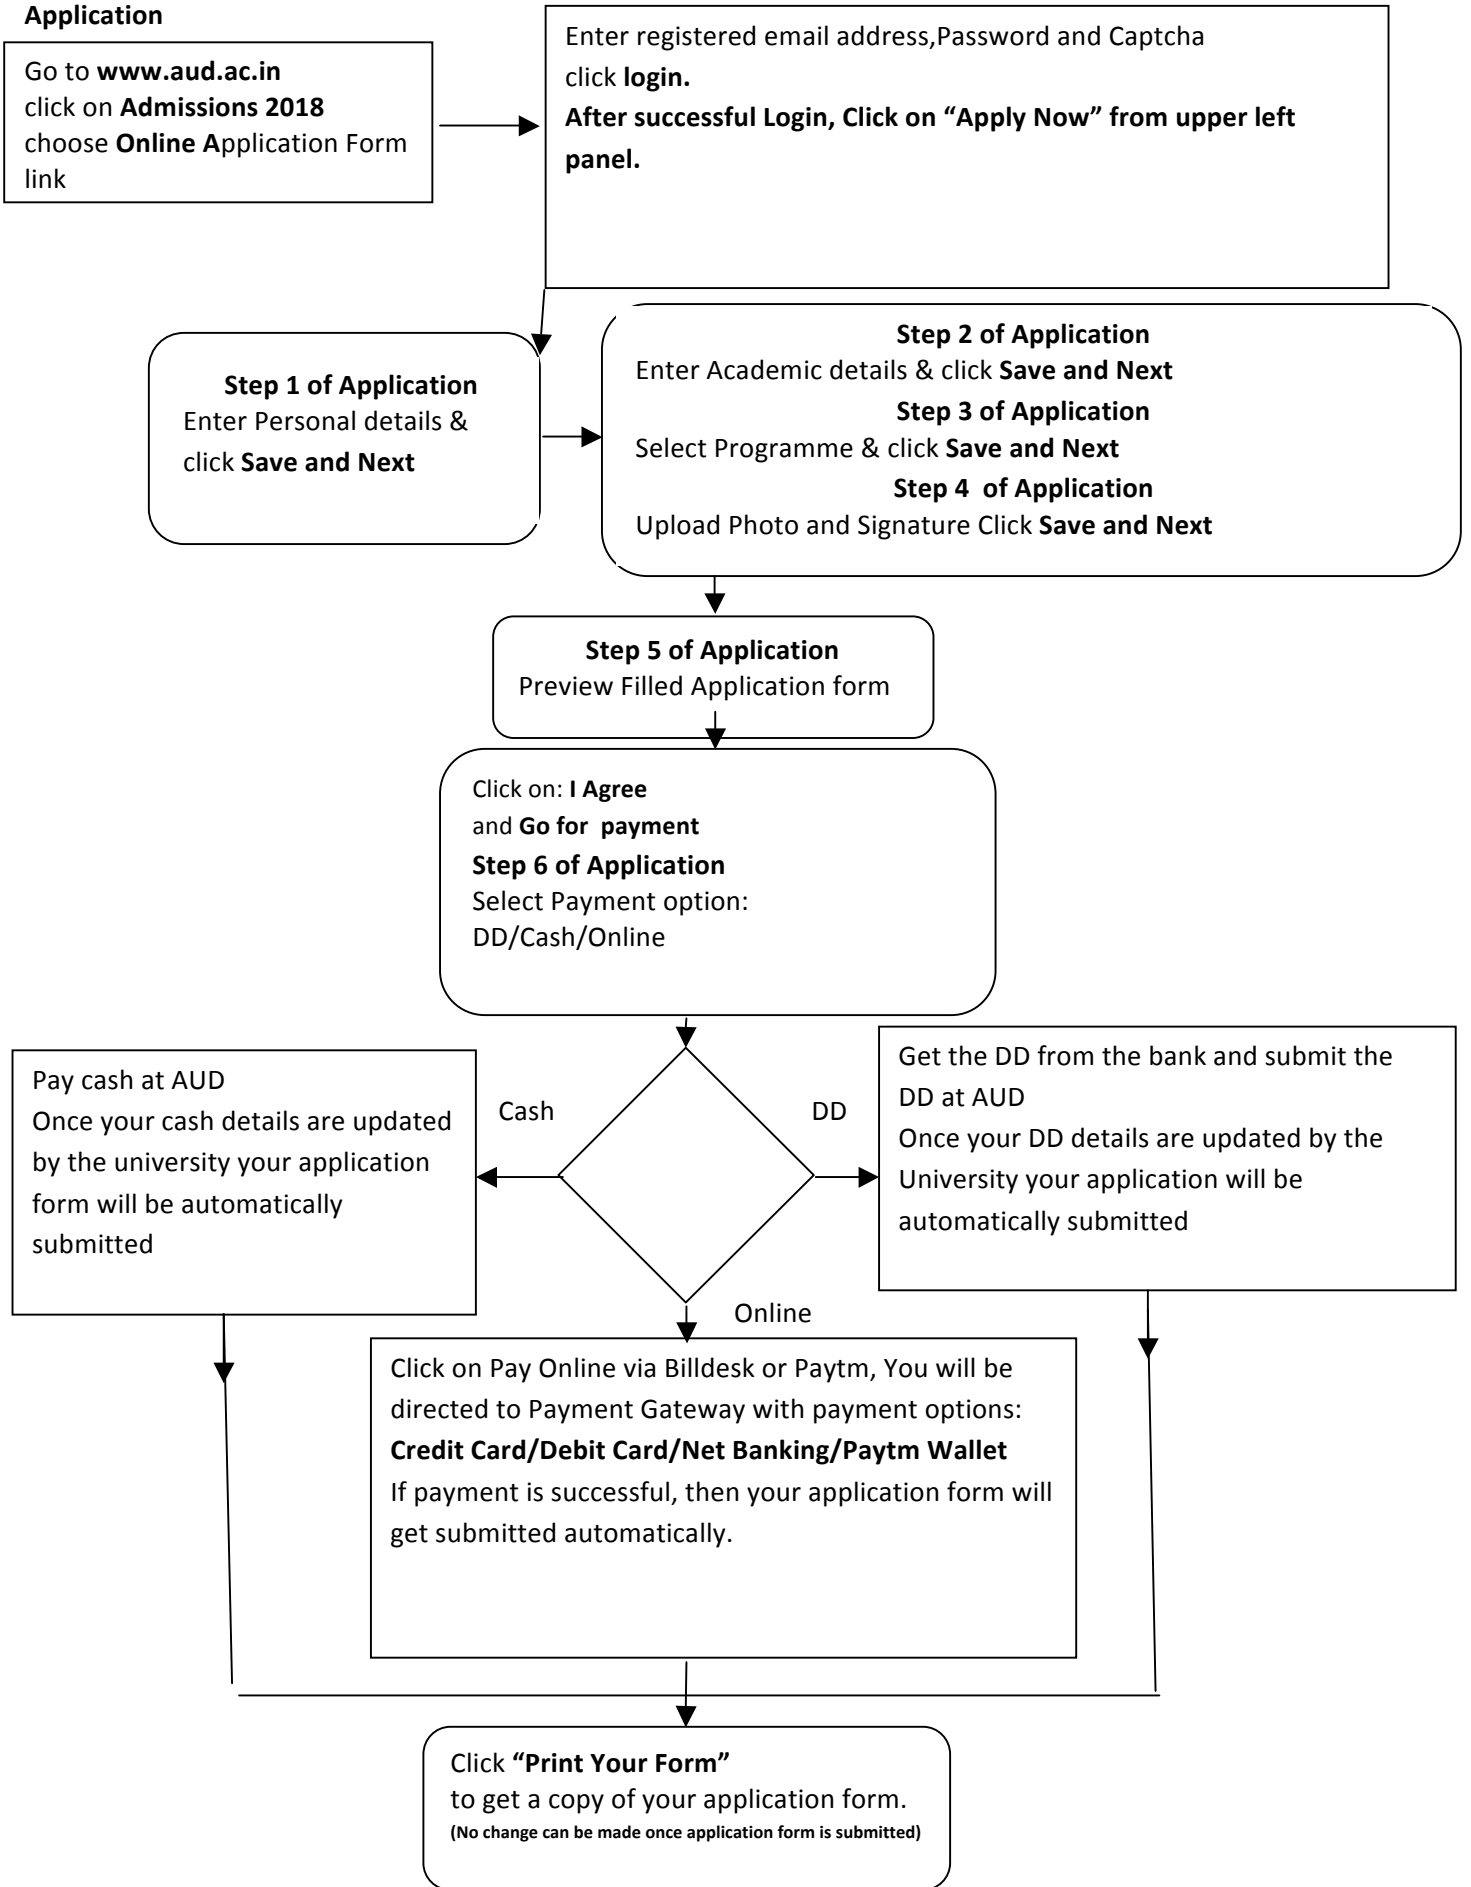 Application
Go to www.aud.ac.in
click on Admissions 2018
choose Online Application Form
link
Enter registered email address,Password and Captcha
click login.
After successful Login, Click on “Apply Now” from upper left
panel.
Step 1 of Application
Enter Personal details &
click Save and Next
Step 2 of Application
Enter Academic details & click Save and Next
Step 3 of Application
Select Programme & click Save and Next
Step 4 of Application
Upload Photo and Signature Click Save and Next
Step 5 of Application
Preview Filled Application form
Click on: I Agree
and Go for payment
Step 6 of Application
Select Payment option:
DD/Cash/Online
Pay cash at AUD
Once your cash details are updated
by the university your application
form will be automatically
submitted
Cash
DD
Get the DD from the bank and submit the
DD at AUD
Once your DD details are updated by the
University your application will be
automatically submitted
Online
Click on Pay Online via Billdesk or Paytm, You will be
directed to Payment Gateway with payment options:
Credit Card/Debit Card/Net Banking/Paytm Wallet
If payment is successful, then your application form will
get submitted automatically.
Click “Print Your Form”
to get a copy of your application form.
(No change can be made once application form is submitted)